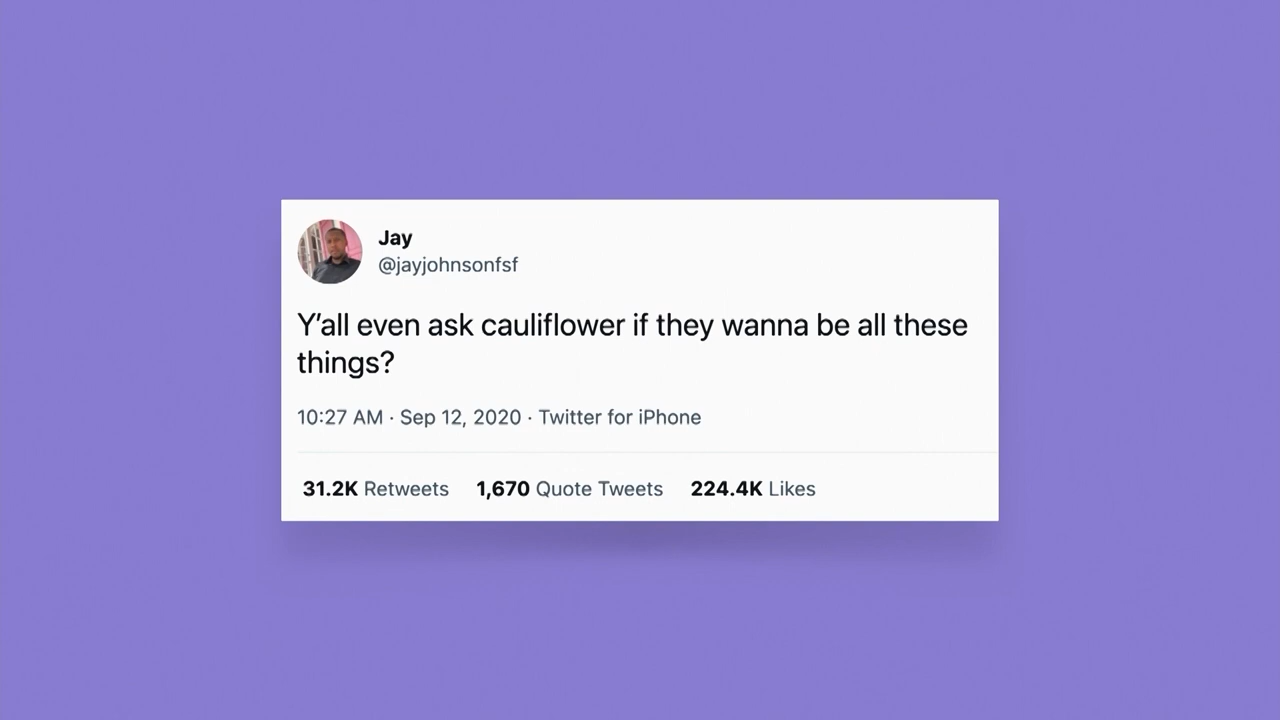 Jay
@jayjohnsonfsf
Y’all even ask cauliflower if they wanna be all these
things?
10:27 AM · Sep 12, 2020 · Twitter for iPhone
31.2K Retweets 1,670 Quote Tweets 224.4K Likes